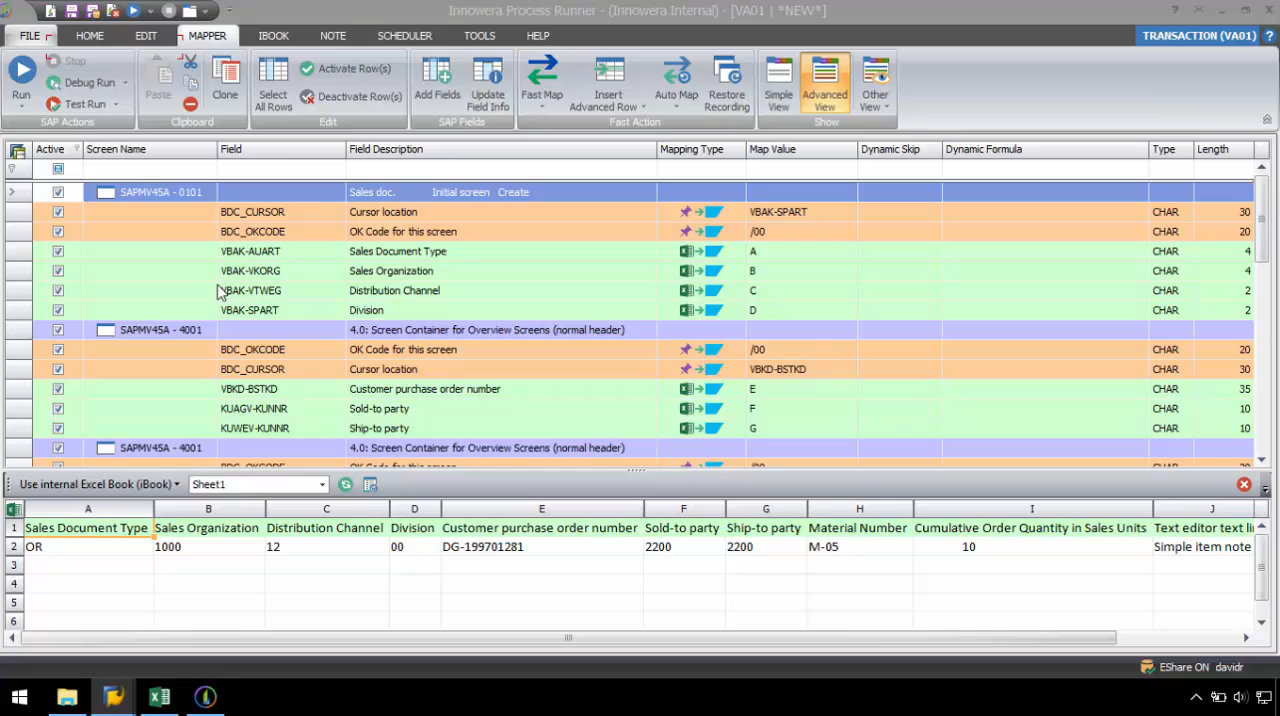 Innowera Process Runner - (Innowera Internal) - [VA01 | *NEW*]
FILE HOME EDIT MAPPER IBOOK NOTE SCHEDULER TOOLS HELP TRANSACTION (VA01)
Run Stop Debug Run Test Run SAP Actions
Paste Clone Clipboard
Select All Rows Activate Row(s) Deactivate Row(s) Edit
Add Fields Update Field Info SAP Fields
Fast Map Insert Advanced Row Auto Map Restore Recording Fast Action
Simple View Advanced View Other View Show
Active Screen Name Field Field Description Mapping Type Map Value Dynamic Skip Dynamic Formula Type Length
SAPMV45A - 0101 Sales doc. Initial screen Create
BDC_CURSOR Cursor location VBAK-SPART CHAR 30
BDC_OKCODE OK Code for this screen /00 CHAR 20
VBAK-AUART Sales Document Type A CHAR 4
VBAK-VKORG Sales Organization B CHAR 4
VBAK-VTWEG Distribution Channel C CHAR 2
VBAK-SPART Division D CHAR 2
SAPMV45A - 4001 4.0: Screen Container for Overview Screens (normal header)
BDC_OKCODE OK Code for this screen /00 CHAR 20
BDC_CURSOR Cursor location VBKD-BSTKD CHAR 30
VBKD-BSTKD Customer purchase order number E CHAR 35
KUAGV-KUNNR Sold-to party F CHAR 10
KUWEV-KUNNR Ship-to party G CHAR 10
SAPMV45A - 4001 4.0: Screen Container for Overview Screens (normal header)
BDC_OKCODE OK Code for this screen /00 CHAR 20
Use internal Excel Book (iBook) Sheet1
A B C D E F G H I J
1 Sales Document Type Sales Organization Distribution Channel Division Customer purchase order number Sold-to party Ship-to party Material Number Cumulative Order Quantity in Sales Units Text editor text lin
2 OR 1000 12 00 DG-199701281 2200 2200 M-05 10 Simple item note
3
4
5
6
EShare ON davidr